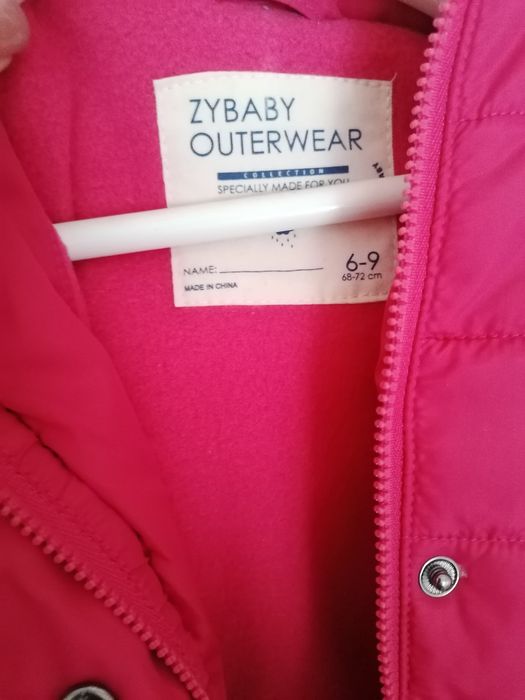 ZYBABY
OUTERWEAR
COLLECTION
SPECIALLY MADE FOR YOU
NAME:
6-9
68-72 cm
MADE IN CHINA